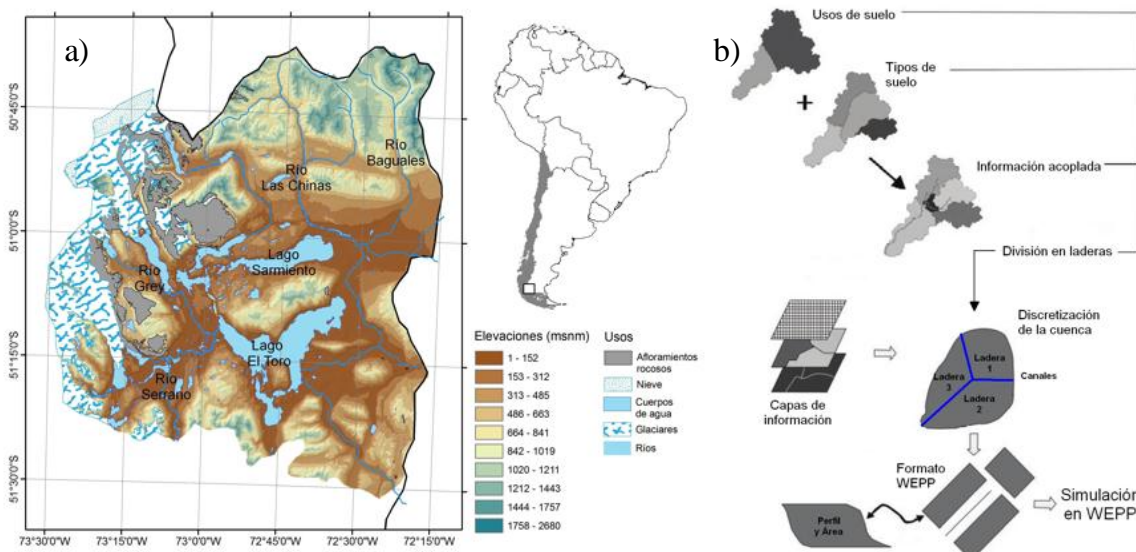 a)
50°45'0"S
51°0'0"S
51°15'0"S
51°30'0"S
73°30'0"W
73°15'0"W
73°0'0"W
72°45'0"W
72°30'0"W
72°15'0"W
Río
Baguales
Río
Las Chinas
Lago
Sarmiento
Río
Grey
Lago
El Toro
Río
Serrano
Elevaciones (msnm)
1 - 152
153 - 312
313 - 485
486 - 663
664 - 841
842 - 1019
1020 - 1211
1212 - 1443
1444 - 1757
1758 - 2680
Usos
Afloramientos
rocosos
Nieve
Cuerpos
de agua
Glaciares
Ríos
b)
Usos de suelo
Tipos de
suelo
+
Información acoplada
División en laderas
Discretización
de la cuenca
Ladera
1
Ladera
3
Ladera
2
Canales
Capas de
información
Formato
WEPP
Perfil
y Área
Simulación
en WEPP